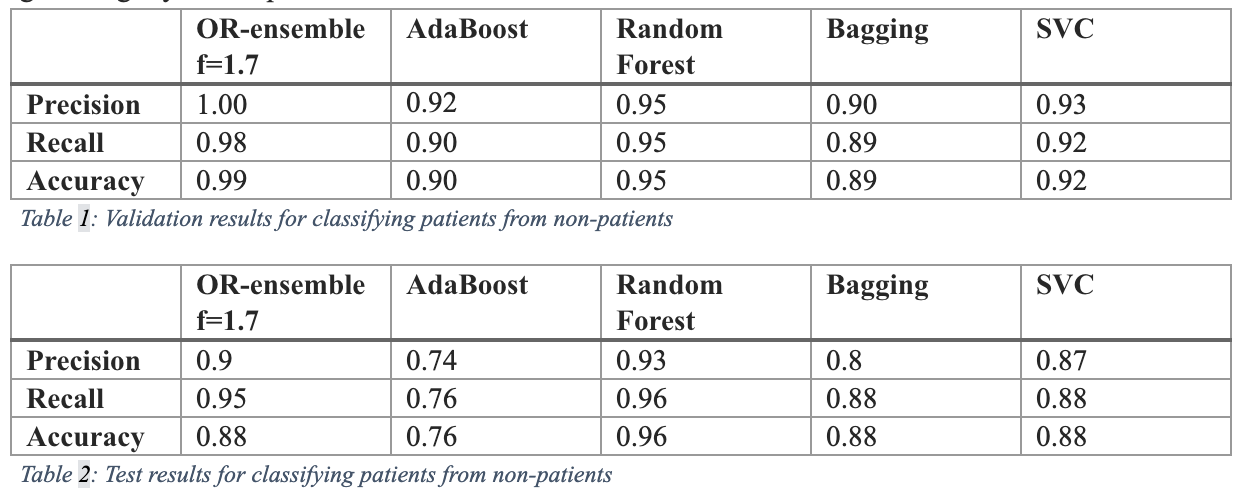 OR-ensemble f=1.7 AdaBoost Random Forest Bagging SVC
Precision 1.00 0.92 0.95 0.90 0.93
Recall 0.98 0.90 0.95 0.89 0.92
Accuracy 0.99 0.90 0.95 0.89 0.92
Table 1: Validation results for classifying patients from non-patients
OR-ensemble f=1.7 AdaBoost Random Forest Bagging SVC
Precision 0.9 0.74 0.93 0.8 0.87
Recall 0.95 0.76 0.96 0.88 0.88
Accuracy 0.88 0.76 0.96 0.88 0.88
Table 2: Test results for classifying patients from non-patients